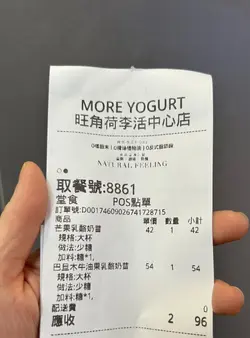 MORE YOGURT
旺角荷李活中心店
NATURAL FEELING
取餐號:8861
堂食 POS點單
訂單號:D00174609026741728715
商品 單價 數量 小計
芒果乳酸奶昔 42 1 42
規格:大杯
做法:少糖
加料:糖*1,
巴旦木牛油果乳酸奶昔 54 1 54
規格:大杯
做法:少糖
加料:糖*1,
配送費 0
應收 2 96